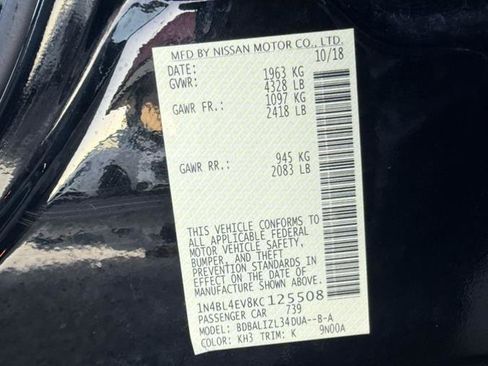 MFD BY NISSAN MOTOR CO., LTD.
DATE: 10/18
GVWR: 1963 KG
4328 LB
GAWR FR.: 1097 KG
2418 LB
GAWR RR.: 945 KG
2083 LB
THIS VEHICLE CONFORMS TO
ALL APPLICABLE FEDERAL
MOTOR VEHICLE SAFETY,
BUMPER, AND THEFT
PREVENTION STANDARDS IN
EFFECT ON THE DATE OF
MANUFACTURE SHOWN ABOVE.
1N4BL4EV8KC125508
PASSENGER CAR 739
MODEL: BDBALIZL34DUA--B-A
COLOR: KH3 TRIM: K 9N00A